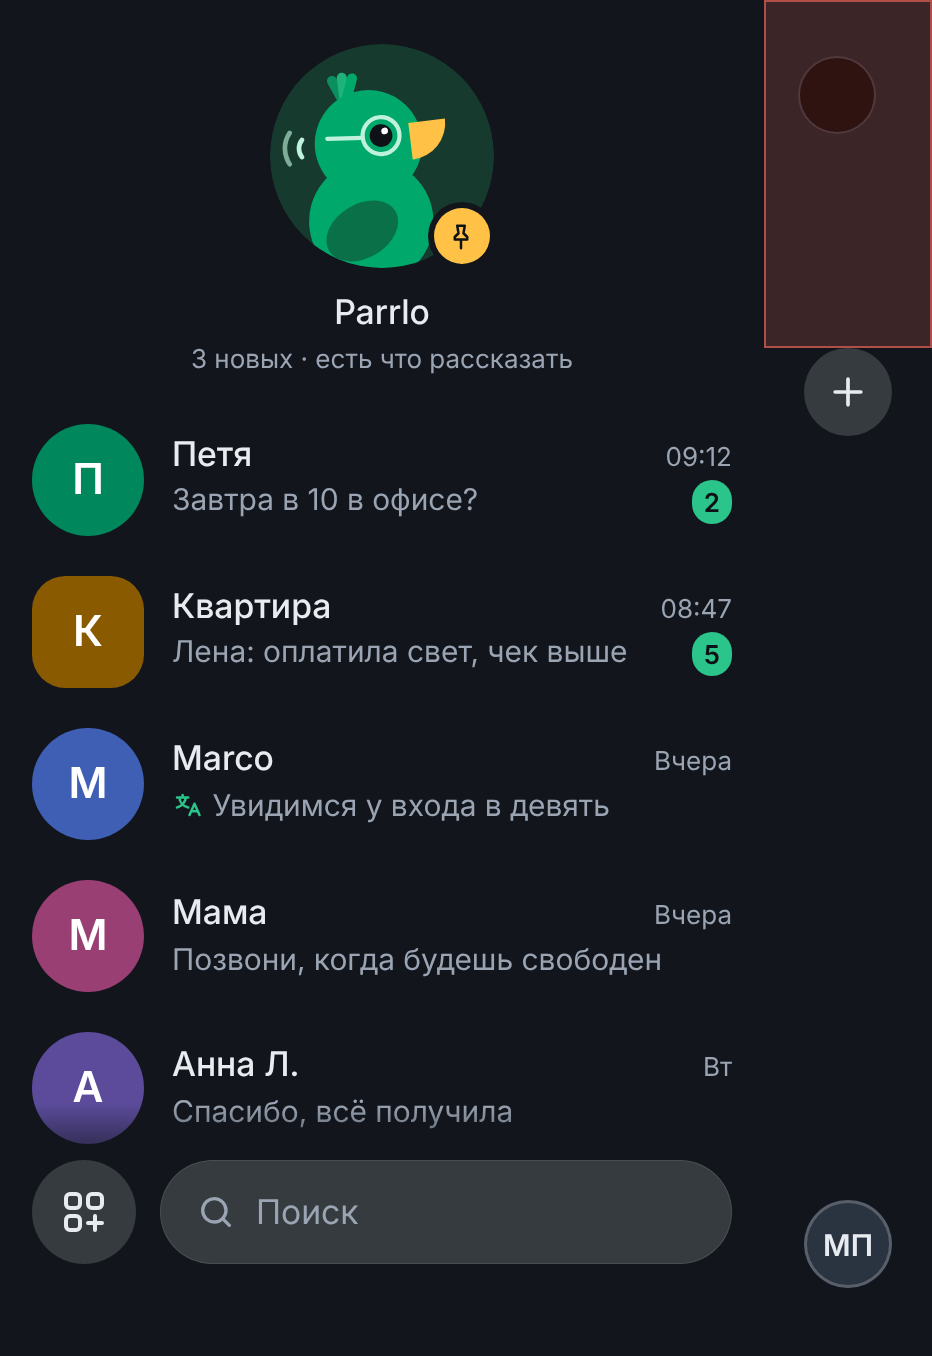 Parrlo
3 новых · есть что рассказать
П
Петя
09:12
Завтра в 10 в офисе?
2
К
Квартира
08:47
Лена: оплатила свет, чек выше
5
M
Marco
Вчера
Увидимся у входа в девять
М
Мама
Вчера
Позвони, когда будешь свободен
А
Анна Л.
Вт
Спасибо, всё получила
Поиск
МП